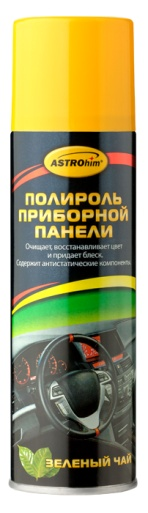 ASTROhim
ПОЛИРОЛЬ
ПРИБОРНОЙ
ПАНЕЛИ
Очищает, восстанавливает цвет
и придает блеск.
Содержит антистатические компоненты
ЗЕЛЕНЫЙ ЧАЙ